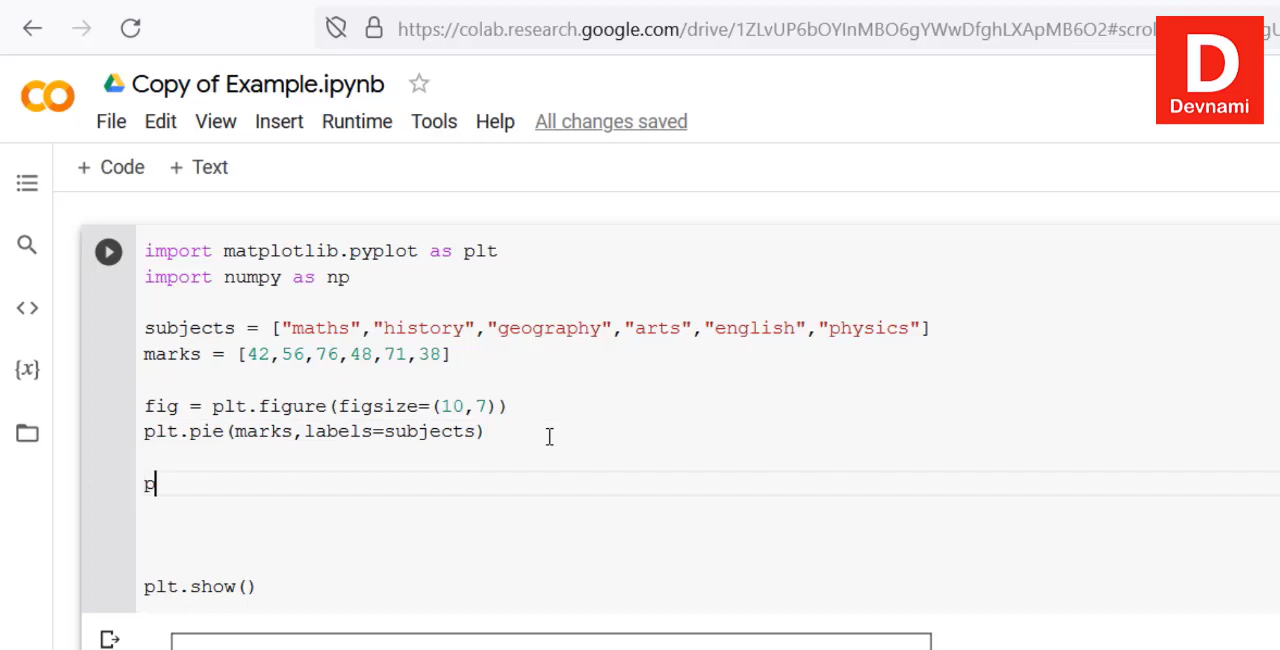 https://colab.research.google.com/drive/1ZLvUP6bOYInMBO6gYWwDfghLXApMB6O2#scrol
D
Devnami
CO
Copy of Example.ipynb
File Edit View Insert Runtime Tools Help All changes saved
+ Code + Text
import matplotlib.pyplot as plt
import numpy as np
subjects = ["maths","history","geography","arts","english","physics"]
marks = [42,56,76,48,71,38]
fig = plt.figure(figsize=(10,7))
plt.pie(marks,labels=subjects)
p
plt.show()
{x}